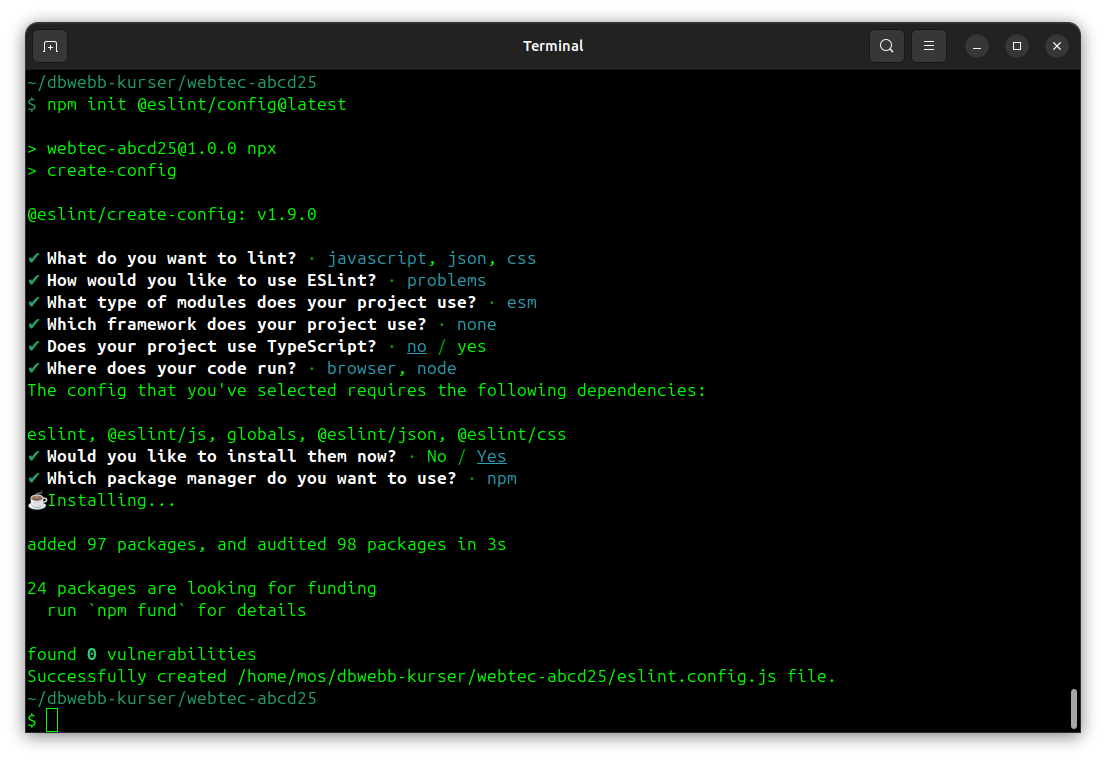 Terminal
~/dbwebb-kurser/webtec-abcd25
$ npm init @eslint/config@latest
> webtec-abcd25@1.0.0 npx
> create-config
@eslint/create-config: v1.9.0
✔ What do you want to lint? · javascript, json, css
✔ How would you like to use ESLint? · problems
✔ What type of modules does your project use? · esm
✔ Which framework does your project use? · none
✔ Does your project use TypeScript? · no / yes
✔ Where does your code run? · browser, node
The config that you've selected requires the following dependencies:
eslint, @eslint/js, globals, @eslint/json, @eslint/css
✔ Would you like to install them now? · No / Yes
✔ Which package manager do you want to use? · npm
☕Installing...
added 97 packages, and audited 98 packages in 3s
24 packages are looking for funding
  run `npm fund` for details
found 0 vulnerabilities
Successfully created /home/mos/dbwebb-kurser/webtec-abcd25/eslint.config.js file.
~/dbwebb-kurser/webtec-abcd25
$